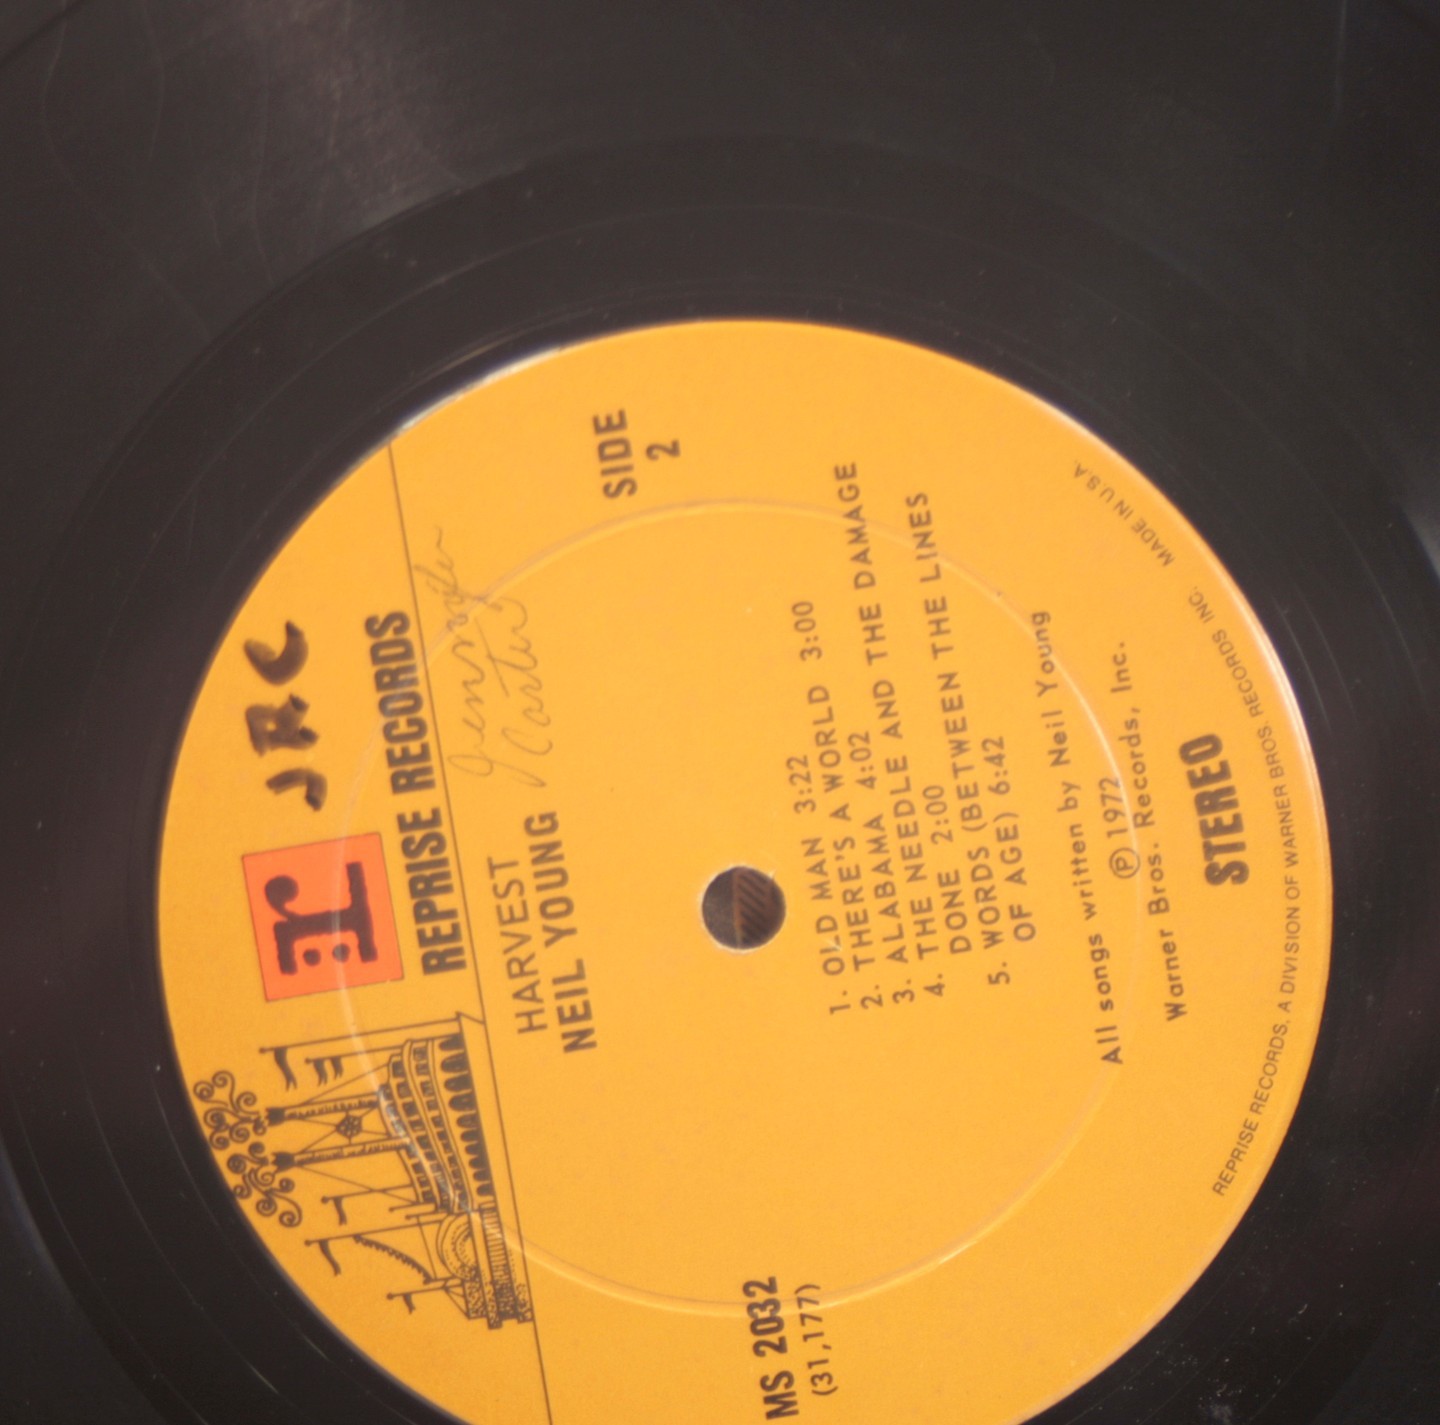 JRC
r:
REPRISE RECORDS
Jennifer
Carter
HARVEST
NEIL YOUNG
SIDE
2
MS 2032
(31,177)
1. OLD MAN 3:22
2. THERE'S A WORLD 3:00
3. ALABAMA 4:02
4. THE NEEDLE AND THE DAMAGE
DONE 2:00
5. WORDS (BETWEEN THE LINES
OF AGE) 6:42
All songs written by Neil Young
Ⓟ 1972
Warner Bros. Records, Inc.
STEREO
REPRISE RECORDS, A DIVISION OF WARNER BROS. RECORDS INC. MADE IN U.S.A.